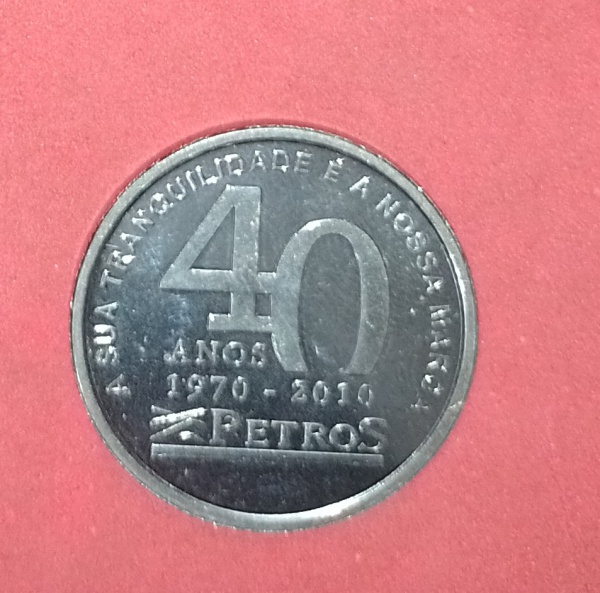 A SUA TRANQUILIDADE É A NOSSA MARCA
40
ANOS
1970 - 2010
PETROS